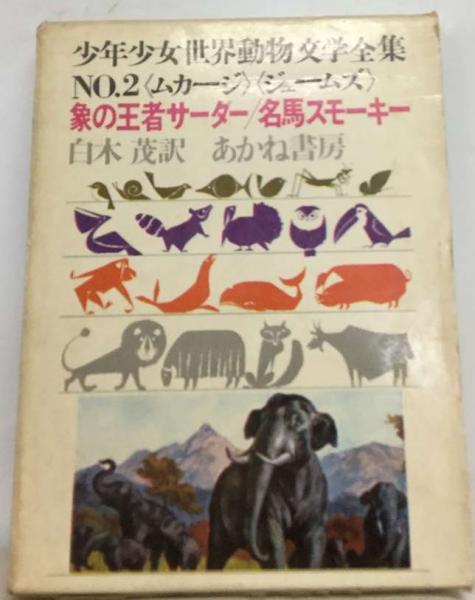 少年少女世界動物文学全集
NO.2〈ムカージ〉〈ジェームズ〉
象の王者サーダー/名馬スモーキー
白木 茂訳 あかね書房